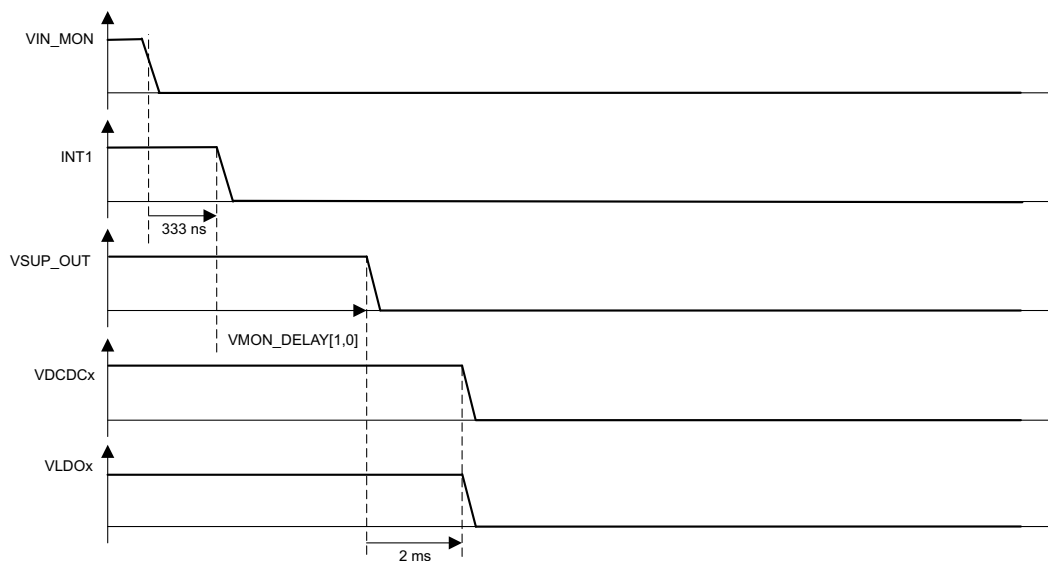 VIN_MON
INT1
333 ns
VSUP_OUT
VMON_DELAY[1,0]
VDCDCx
VLDOx
2 ms